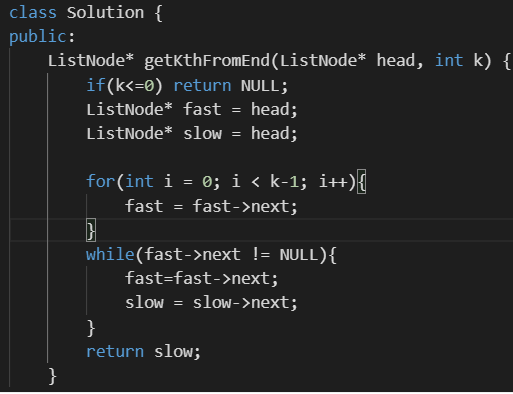 class Solution {
public:
    ListNode* getKthFromEnd(ListNode* head, int k) {
        if(k<=0) return NULL;
        ListNode* fast = head;
        ListNode* slow = head;

        for(int i = 0; i < k-1; i++){
            fast = fast->next;
        }
        while(fast->next != NULL){
            fast=fast->next;
            slow = slow->next;
        }
        return slow;
    }